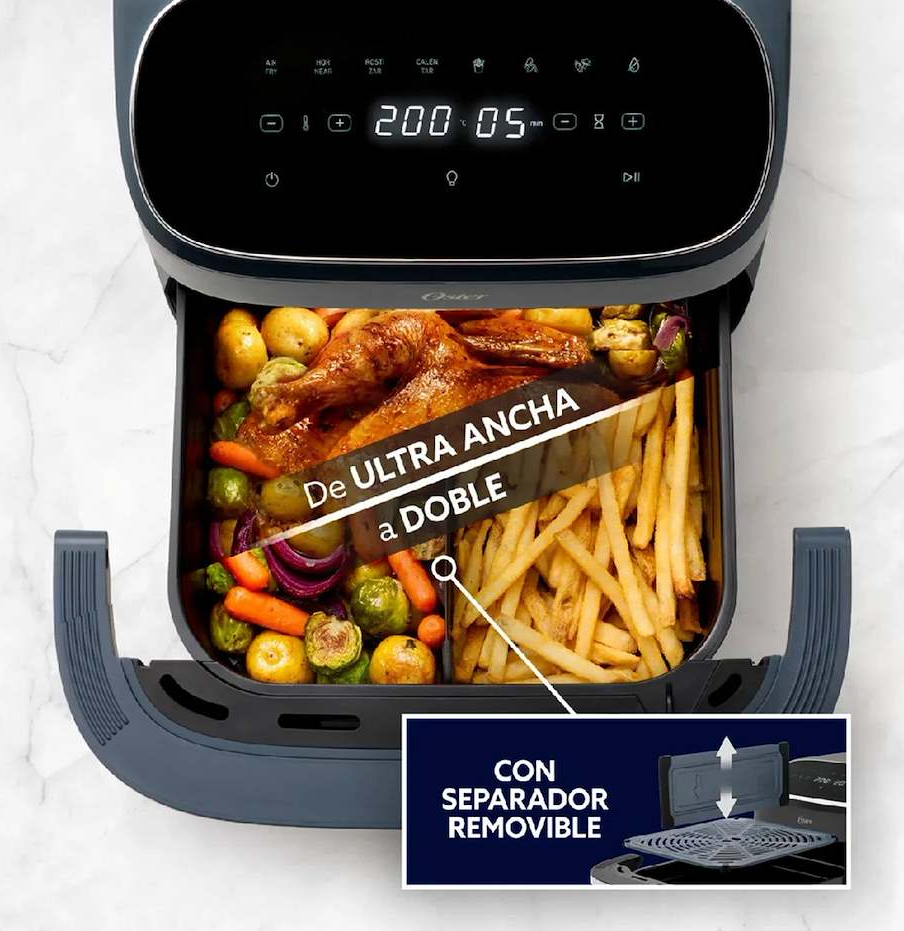 AIR FRY
HOR NEAR
ROSTI ZAR
CALEN TAR
200 °C 05 min
Oster
De ULTRA ANCHA
a DOBLE
CON
SEPARADOR
REMOVIBLE
Oster